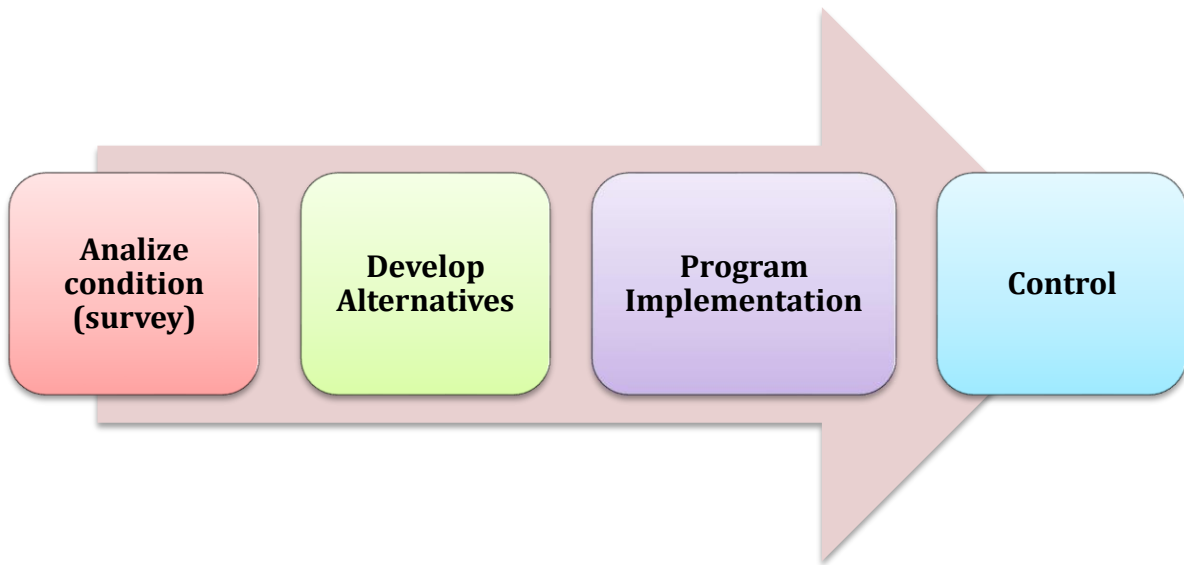 Analize
condition
(survey)
Develop
Alternatives
Program
Implementation
Control